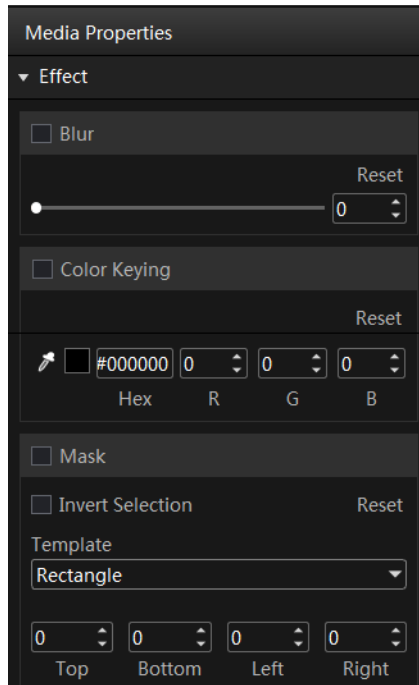 Media Properties
Effect
Blur
Reset
0
Color Keying
Reset
#000000 0 0 0
Hex R G B
Mask
Invert Selection Reset
Template
Rectangle
0 0 0 0
Top Bottom Left Right